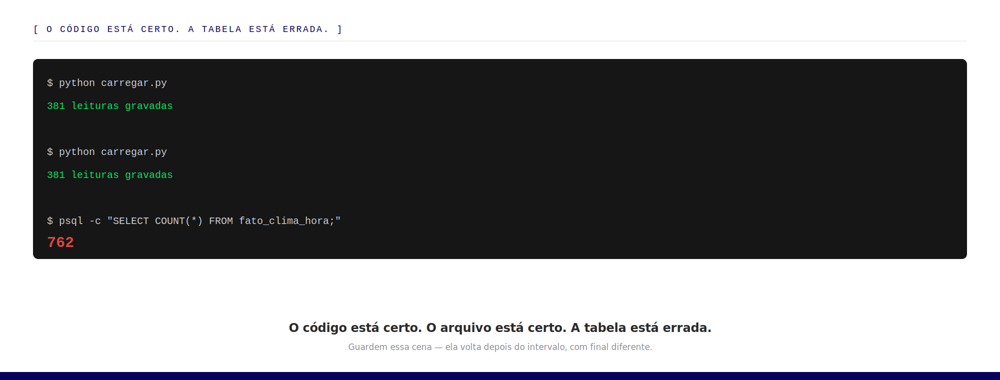 [ O CÓDIGO ESTÁ CERTO. A TABELA ESTÁ ERRADA. ]
$ python carregar.py
381 leituras gravadas
$ python carregar.py
381 leituras gravadas
$ psql -c "SELECT COUNT(*) FROM fato_clima_hora;"
762
O código está certo. O arquivo está certo. A tabela está errada.
Guardem essa cena — ela volta depois do intervalo, com final diferente.